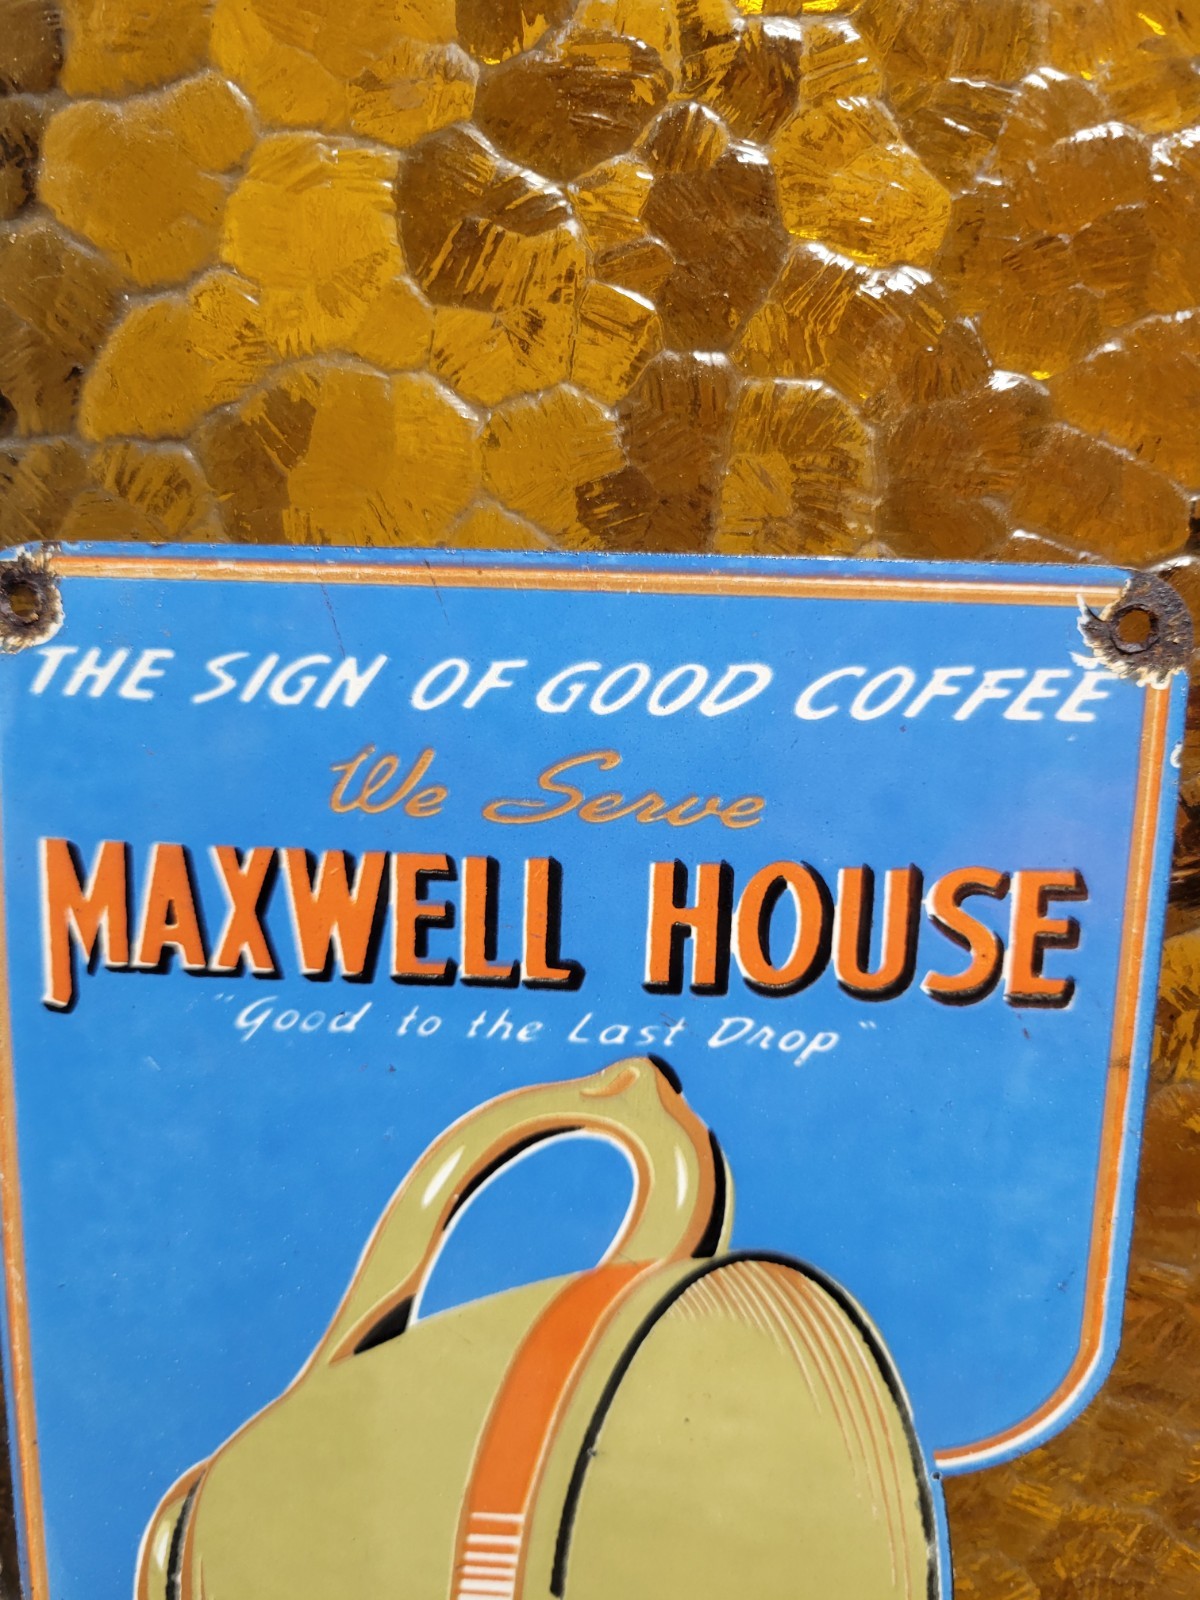 THE SIGN OF GOOD COFFEE
We Serve
MAXWELL HOUSE
"Good to the Last Drop"